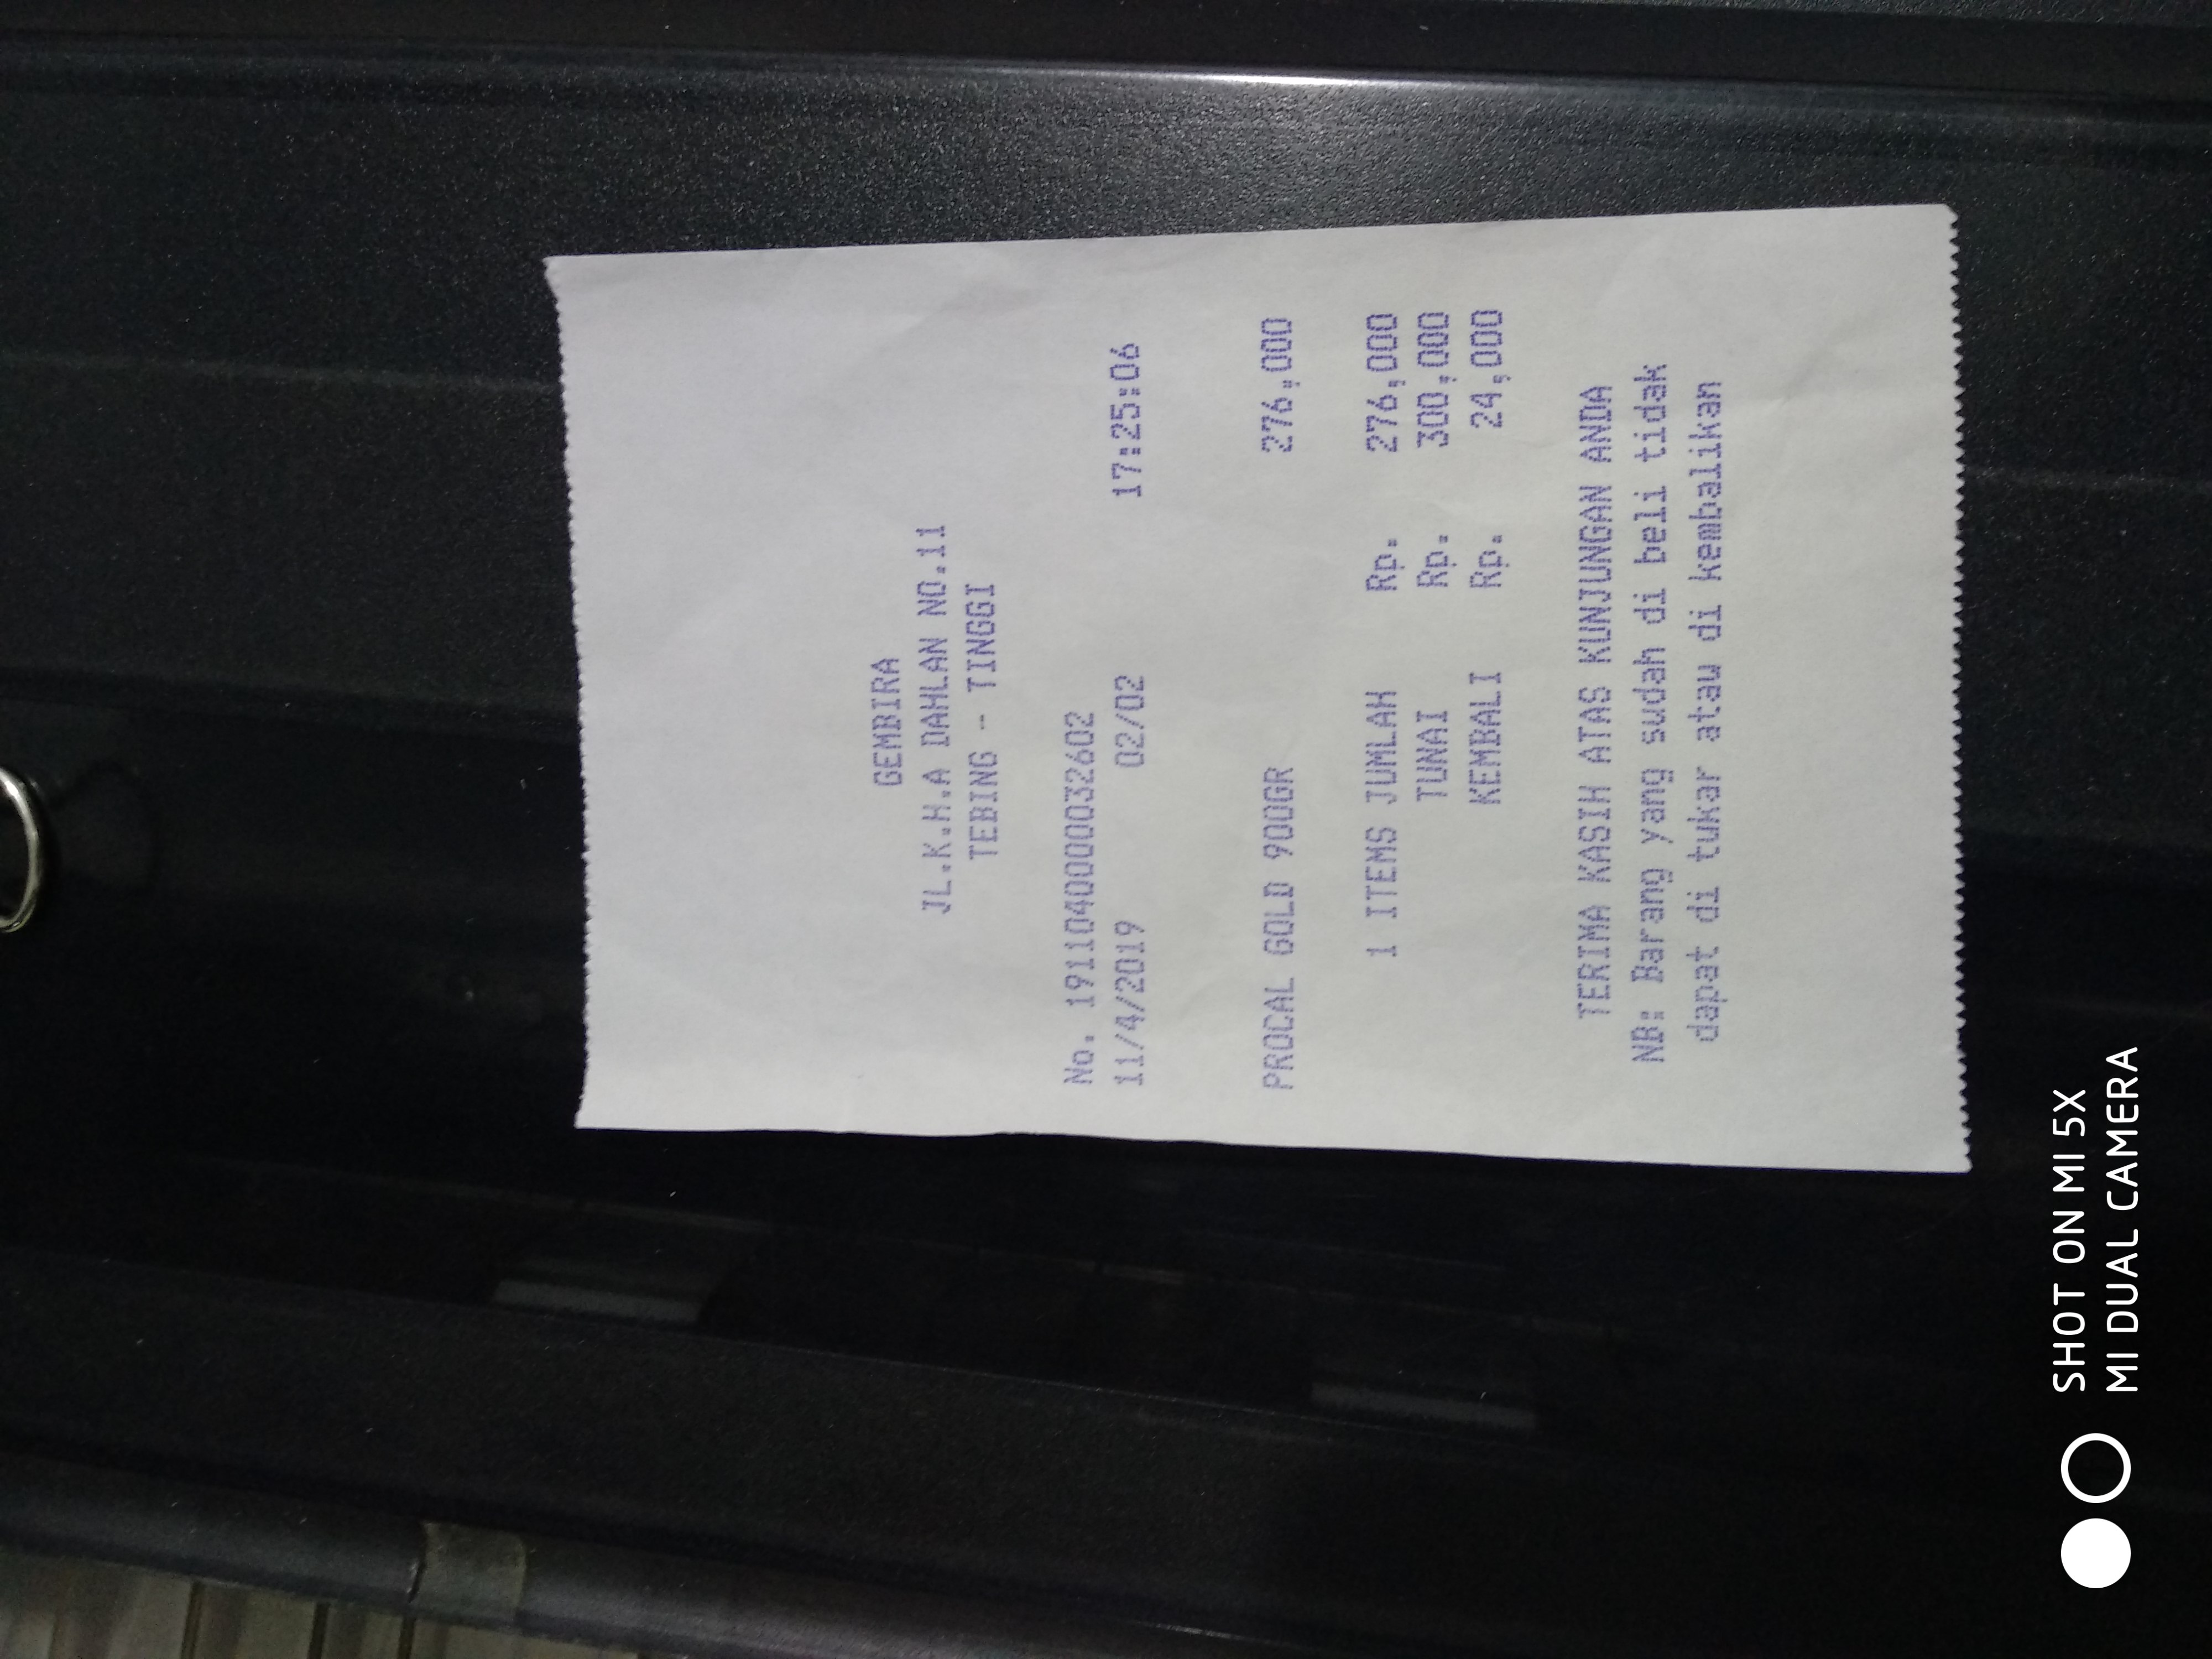 GEMBIRA
JL.K.H.A DAHLAN NO.11
TEBING - TINGGI
No. 1911040000032602
11/4/2019 02/02 17:25:06
PROCAL GOLD 900GR 276,000
1 ITEMS JUMLAH Rp. 276,000
TUNAI Rp. 300,000
KEMBALI Rp. 24,000
TERIMA KASIH ATAS KUNJUNGAN ANDA
NB: Barang yang sudah di beli tidak
dapat di tukar atau di kembalikan
SHOT ON MI 5X
MI DUAL CAMERA